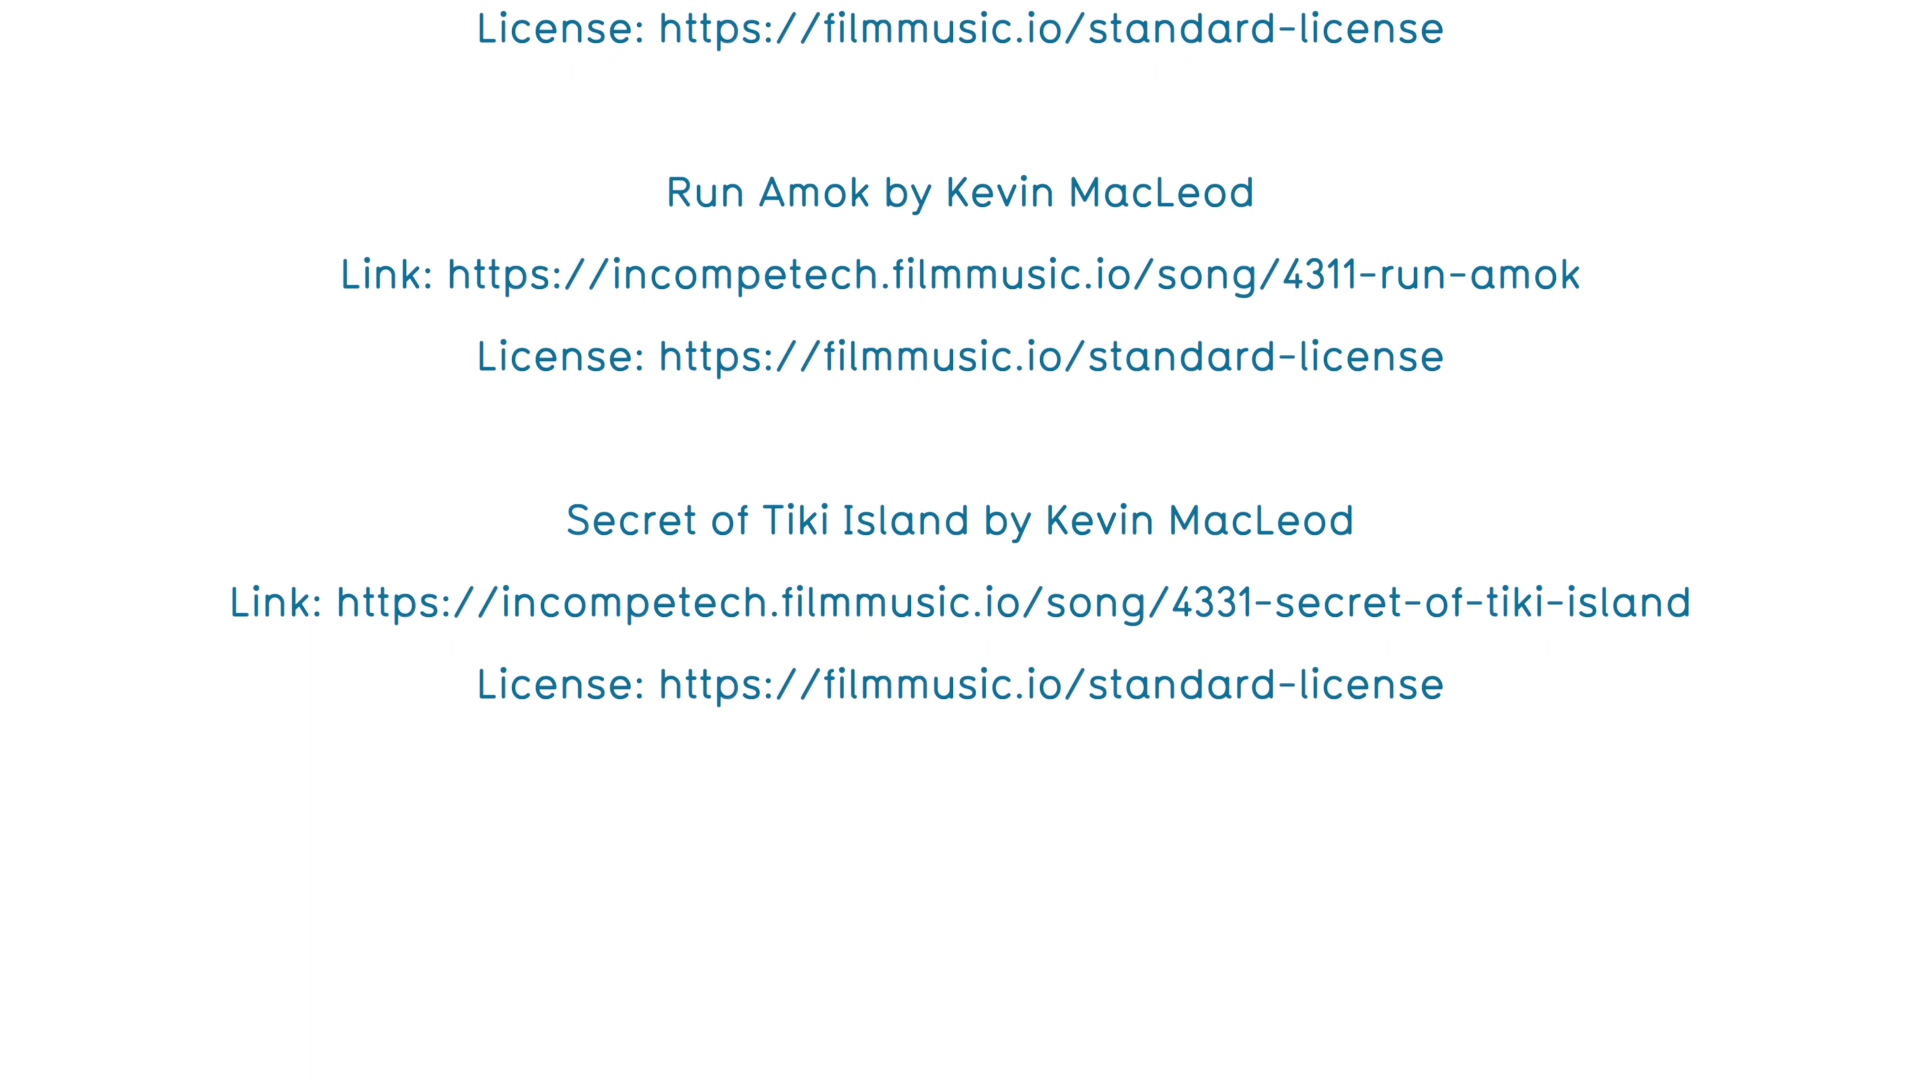 License: https://filmmusic.io/standard-license
Run Amok by Kevin MacLeod
Link: https://incompetech.filmmusic.io/song/4311-run-amok
License: https://filmmusic.io/standard-license
Secret of Tiki Island by Kevin MacLeod
Link: https://incompetech.filmmusic.io/song/4331-secret-of-tiki-island
License: https://filmmusic.io/standard-license